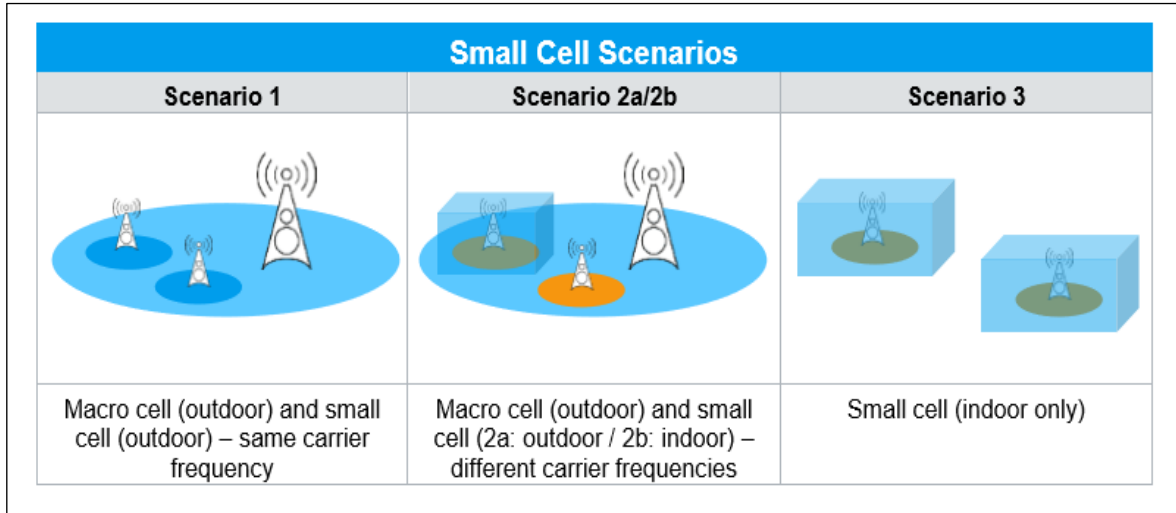 Small Cell Scenarios
Scenario 1
Scenario 2a/2b
Scenario 3
Macro cell (outdoor) and small
cell (outdoor) – same carrier
frequency
Macro cell (outdoor) and small
cell (2a: outdoor / 2b: indoor) –
different carrier frequencies
Small cell (indoor only)